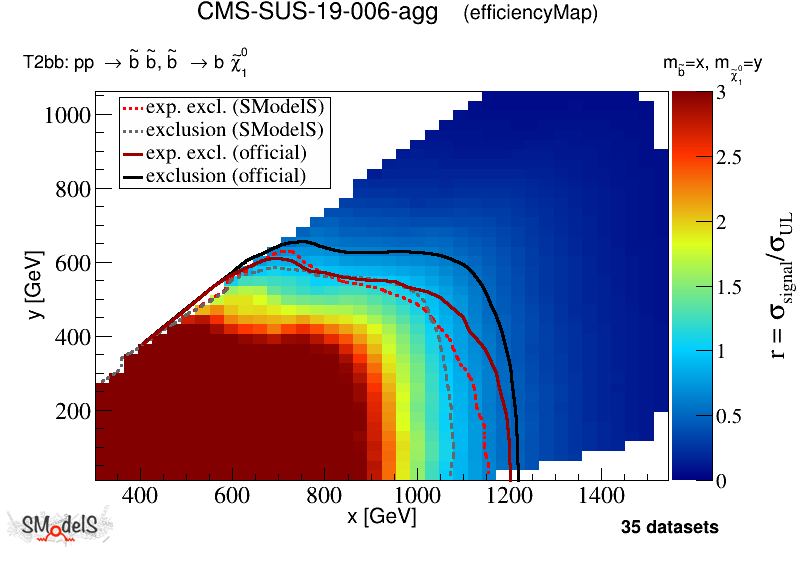 CMS-SUS-19-006-agg (efficiencyMap)
T2bb: pp → b̃ b̃, b̃ → b χ̃₁⁰
m_b̃=x, m_χ̃₁⁰=y
exp. excl. (SModelS)
exclusion (SModelS)
exp. excl. (official)
exclusion (official)
1000
800
600
400
200
y [GeV]
400 600 800 1000 1200 1400
x [GeV]
3
2.5
2
1.5
1
0.5
0
r = σ_signal/σ_UL
SModelS
35 datasets